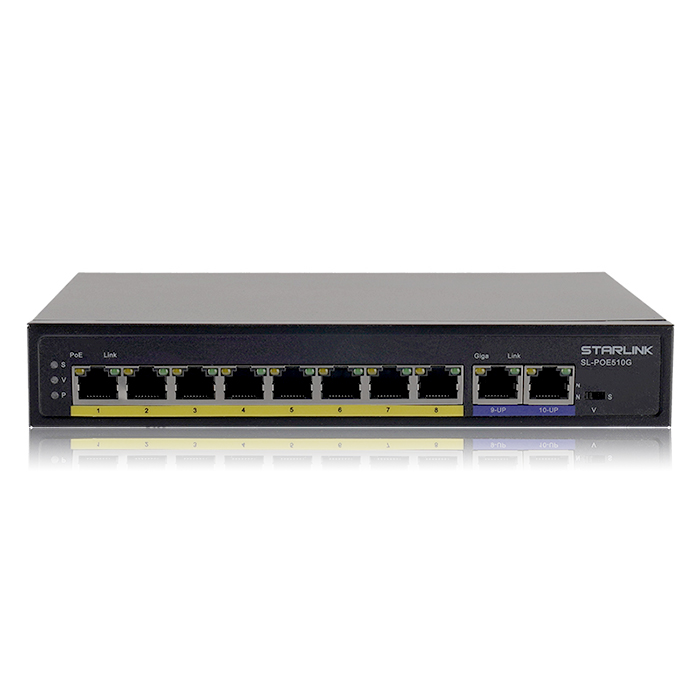 STARLINK
SL-POE510G
PoE Link
Giga Link
S
V
P
1 2 3 4 5 6 7 8
9-UP 10-UP
N
N S
V